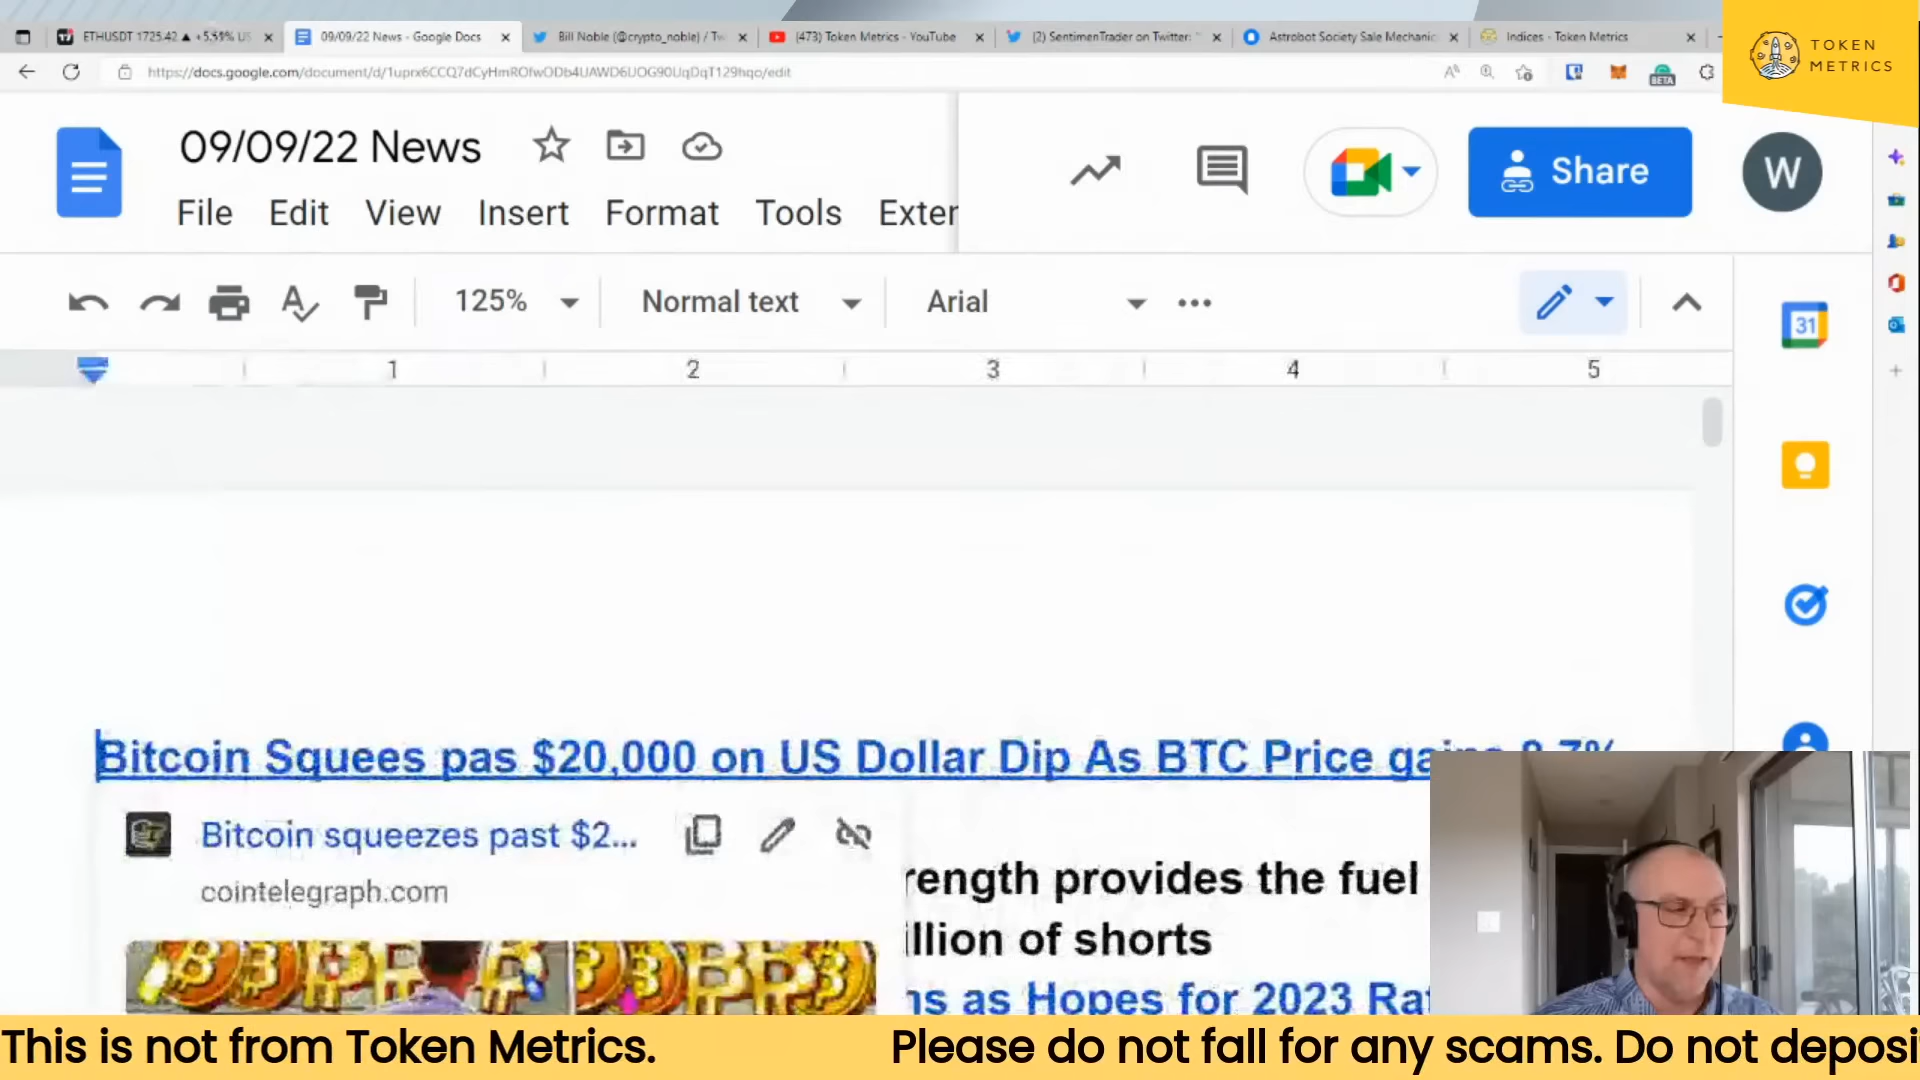 ETHUSDT 1725.42 ▲ +5.55% US
09/09/22 News - Google Docs
Bill Noble (@crypto_noble) / Tw
(473) Token Metrics - YouTube
(2) SentimenTrader on Twitter: "
Astrobot Society Sale Mechanic
Indices - Token Metrics
TOKEN
METRICS
BETA
09/09/22 News
Share
W
File Edit View Insert Format Tools Exten
125%
Normal text
Arial
31
1 2 3 4 5
Bitcoin Squees pas $20,000 on US Dollar Dip As BTC Price
Bitcoin squeezes past $2...
cointelegraph.com
rength provides the fuel
illion of shorts
ns as Hopes for 2023
This is not from Token Metrics.
Please do not fall for any scams. Do not deposi